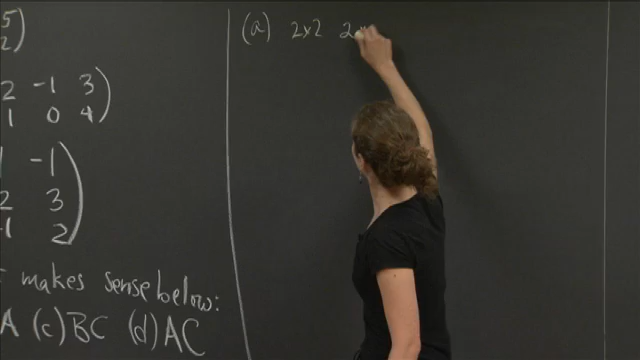 5
2)
2 -1 3
1 0 4)
-1
2 3
-1 2)
makes sense below:
A (c) BC (d) AC
(a) 2x2 2